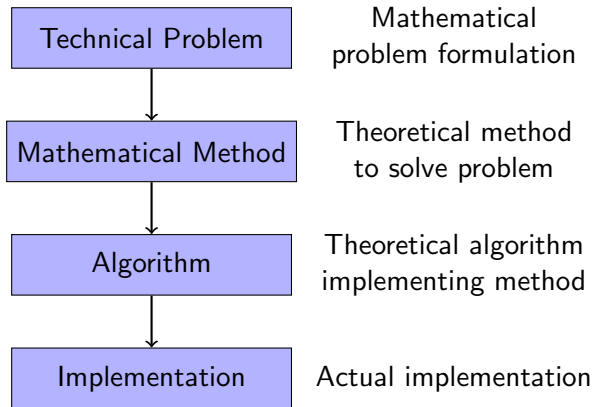 Technical Problem
Mathematical
problem formulation
Mathematical Method
Theoretical method
to solve problem
Algorithm
Theoretical algorithm
implementing method
Implementation
Actual implementation